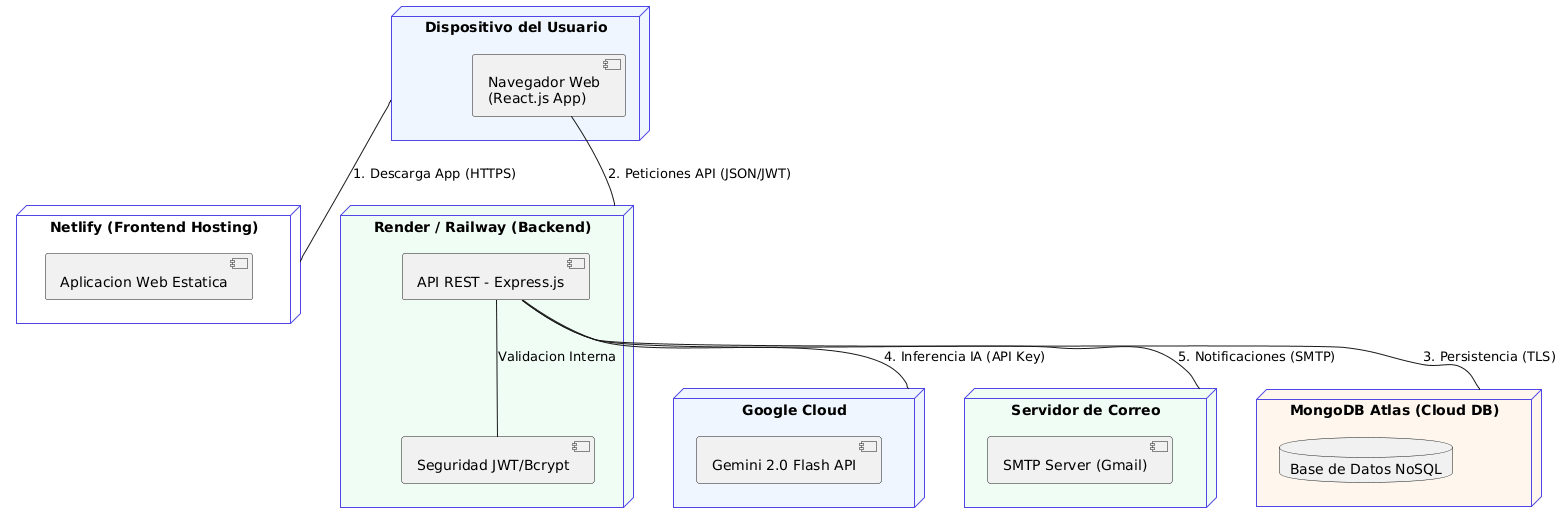 Dispositivo del Usuario
Navegador Web
(React.js App)
1. Descarga App (HTTPS)
2. Peticiones API (JSON/JWT)
Netlify (Frontend Hosting)
Aplicacion Web Estatica
Render / Railway (Backend)
API REST - Express.js
Validacion Interna
Seguridad JWT/Bcrypt
4. Inferencia IA (API Key)
5. Notificaciones (SMTP)
3. Persistencia (TLS)
Google Cloud
Gemini 2.0 Flash API
Servidor de Correo
SMTP Server (Gmail)
MongoDB Atlas (Cloud DB)
Base de Datos NoSQL